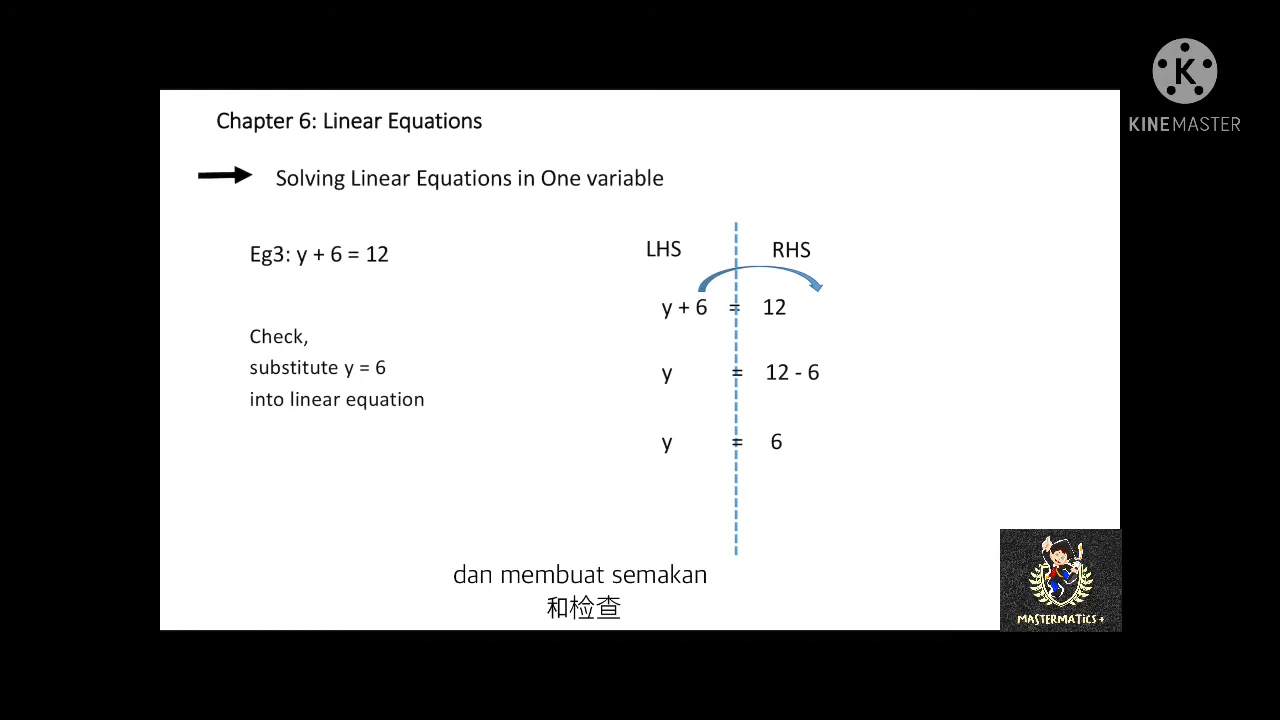 K
KINEMASTER
Chapter 6: Linear Equations
Solving Linear Equations in One variable
Eg3: y + 6 = 12
Check,
substitute y = 6
into linear equation
LHS RHS
y + 6 = 12
y = 12 - 6
y = 6
dan membuat semakan
和检查
MASTERMATICS +